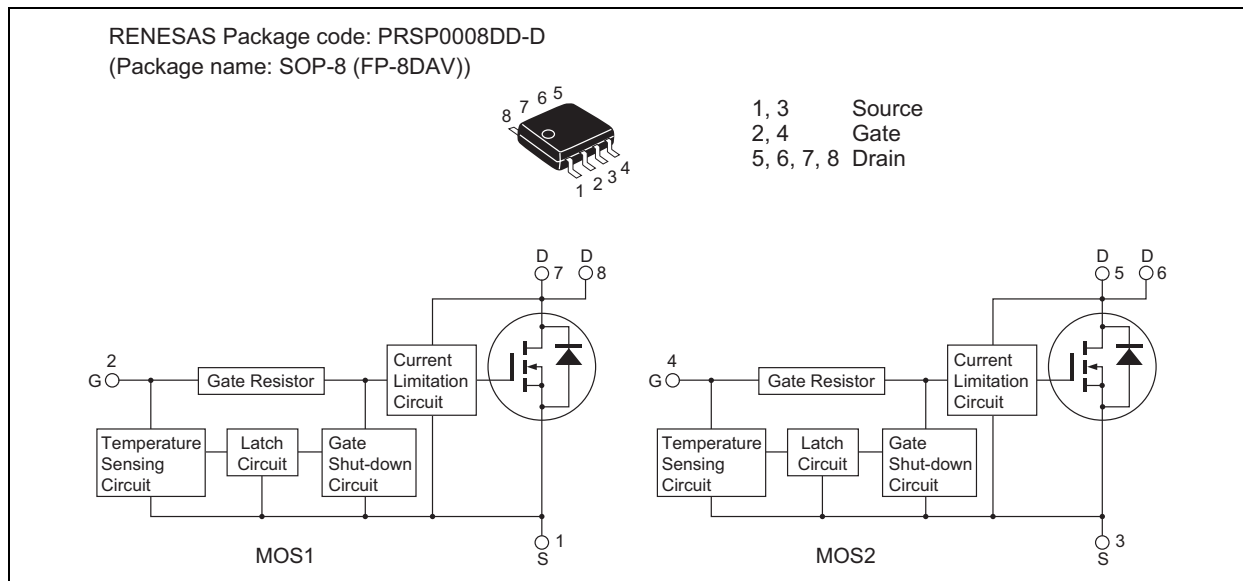 RENESAS Package code: PRSP0008DD-D
(Package name: SOP-8 (FP-8DAV))
8 7 6 5
1 2 3 4
1, 3 Source
2, 4 Gate
5, 6, 7, 8 Drain
D D
7 8
2
G
Gate Resistor
Current
Limitation
Circuit
Temperature
Sensing
Circuit
Latch
Circuit
Gate
Shut-down
Circuit
MOS1
1
S
D D
5 6
4
G
Gate Resistor
Current
Limitation
Circuit
Temperature
Sensing
Circuit
Latch
Circuit
Gate
Shut-down
Circuit
MOS2
3
S